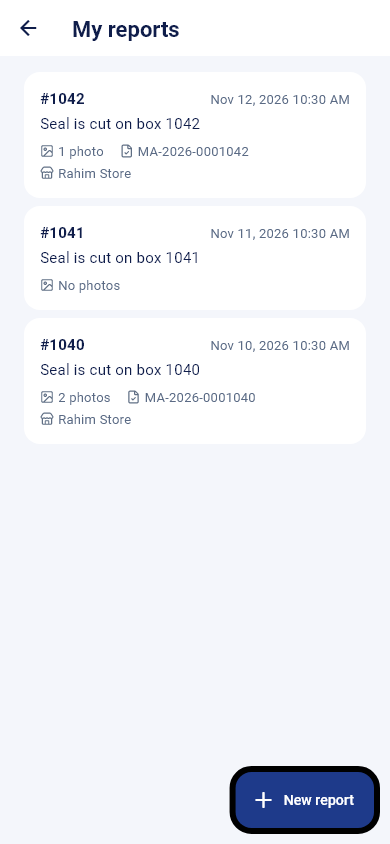 My reports
#1042 Nov 12, 2026 10:30 AM
Seal is cut on box 1042
1 photo MA-2026-0001042
Rahim Store
#1041 Nov 11, 2026 10:30 AM
Seal is cut on box 1041
No photos
#1040 Nov 10, 2026 10:30 AM
Seal is cut on box 1040
2 photos MA-2026-0001040
Rahim Store
New report